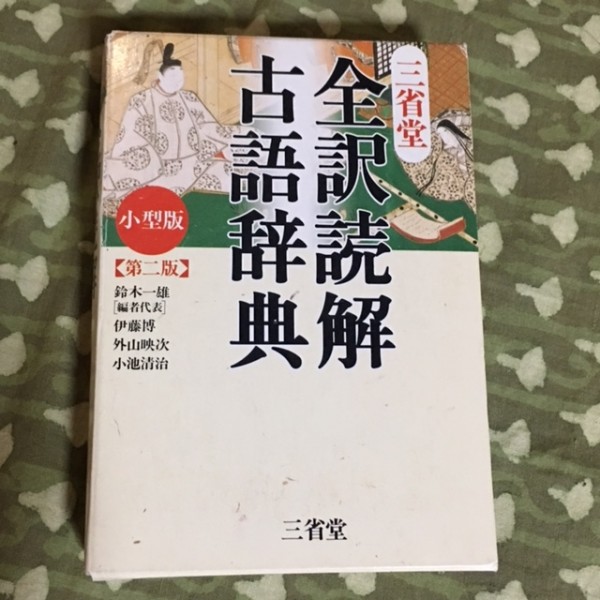 三省堂
全訳読解
古語辞典
小型版
【第二版】
鈴木一雄
［編者代表］
伊藤博
外山映次
小池清治
三省堂